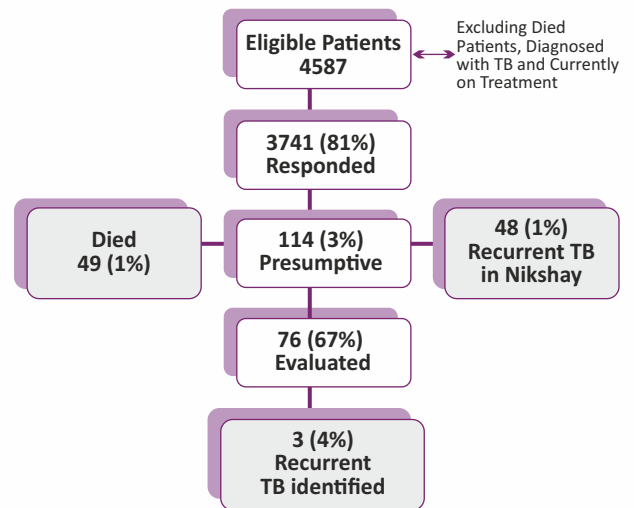 Eligible Patients
4587
Excluding Died
Patients, Diagnosed
with TB and Currently
on Treatment
3741 (81%)
Responded
Died
49 (1%)
114 (3%)
Presumptive
48 (1%)
Recurrent TB
in Nikshay
76 (67%)
Evaluated
3 (4%)
Recurrent
TB identified